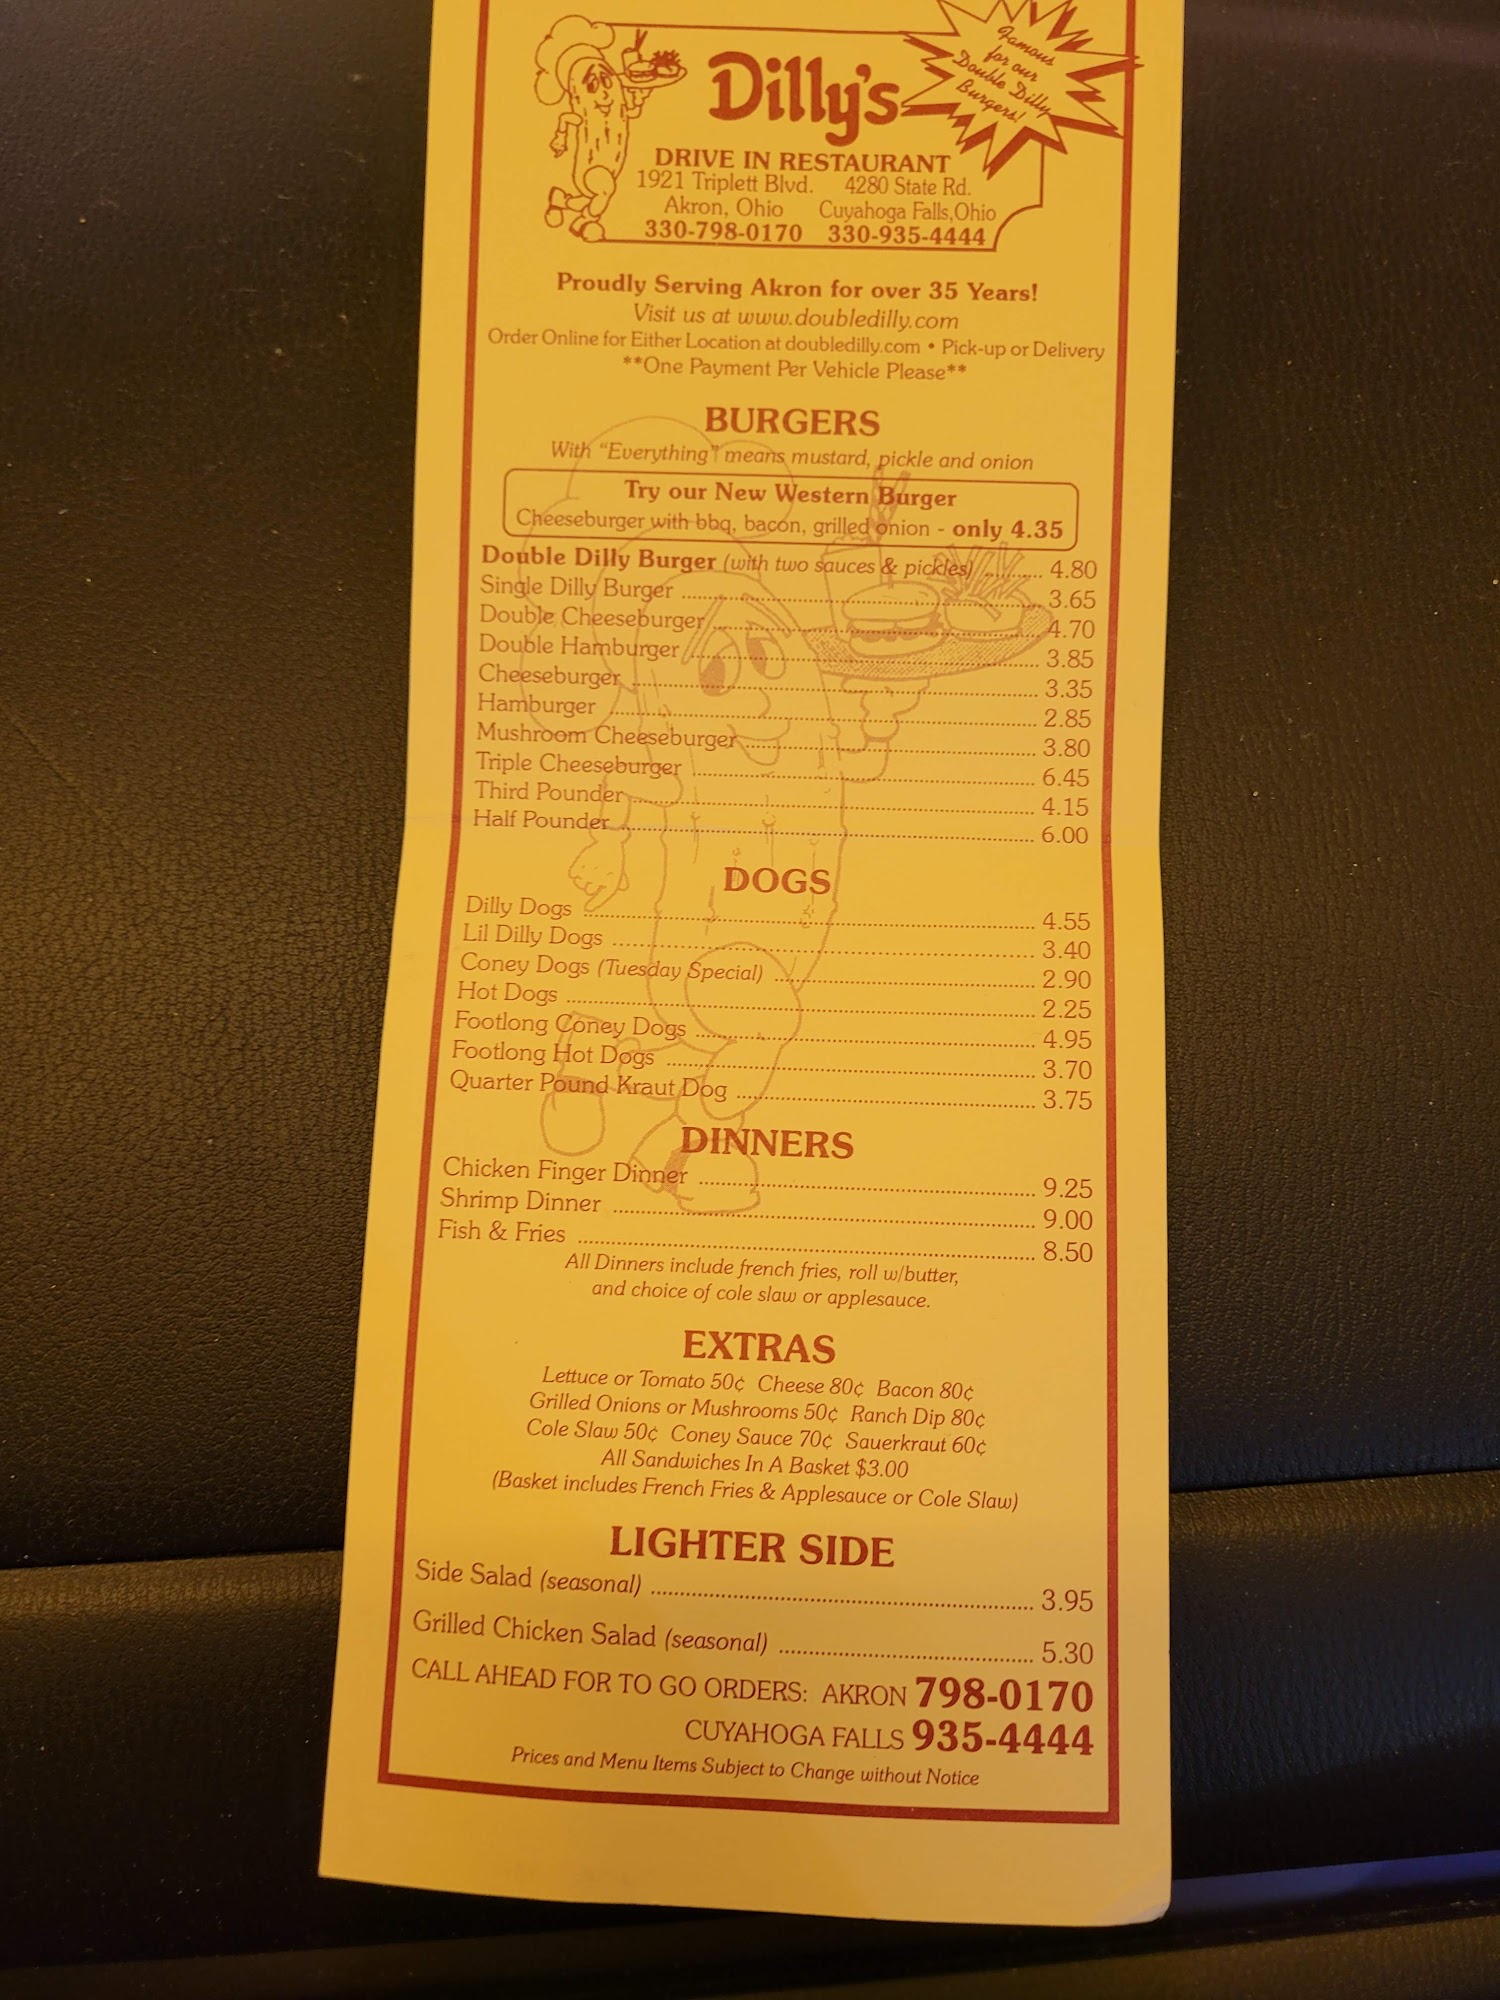 Dilly's
Famous
for our
Double Dilly
Burgers!
DRIVE IN RESTAURANT
1921 Triplett Blvd. 4280 State Rd.
Akron, Ohio Cuyahoga Falls,Ohio
330-798-0170 330-935-4444
Proudly Serving Akron for over 35 Years!
Visit us at www.doubledilly.com
Order Online for Either Location at doubledilly.com • Pick-up or Delivery
**One Payment Per Vehicle Please**
BURGERS
With "Everything" means mustard, pickle and onion
Try our New Western Burger
Cheeseburger with bbq, bacon, grilled onion - only 4.35
Double Dilly Burger (with two sauces & pickles) .......... 4.80
Single Dilly Burger .......... 3.65
Double Cheeseburger .......... 4.70
Double Hamburger .......... 3.85
Cheeseburger .......... 3.35
Hamburger .......... 2.85
Mushroom Cheeseburger .......... 3.80
Triple Cheeseburger .......... 6.45
Third Pounder .......... 4.15
Half Pounder .......... 6.00
DOGS
Dilly Dogs .......... 4.55
Lil Dilly Dogs .......... 3.40
Coney Dogs (Tuesday Special) .......... 2.90
Hot Dogs .......... 2.25
Footlong Coney Dogs .......... 4.95
Footlong Hot Dogs .......... 3.70
Quarter Pound Kraut Dog .......... 3.75
DINNERS
Chicken Finger Dinner .......... 9.25
Shrimp Dinner .......... 9.00
Fish & Fries .......... 8.50
All Dinners include french fries, roll w/butter,
and choice of cole slaw or applesauce.
EXTRAS
Lettuce or Tomato 50¢ Cheese 80¢ Bacon 80¢
Grilled Onions or Mushrooms 50¢ Ranch Dip 80¢
Cole Slaw 50¢ Coney Sauce 70¢ Sauerkraut 60¢
All Sandwiches In A Basket $3.00
(Basket includes French Fries & Applesauce or Cole Slaw)
LIGHTER SIDE
Side Salad (seasonal) .......... 3.95
Grilled Chicken Salad (seasonal) .......... 5.30
CALL AHEAD FOR TO GO ORDERS: AKRON 798-0170
CUYAHOGA FALLS 935-4444
Prices and Menu Items Subject to Change without Notice